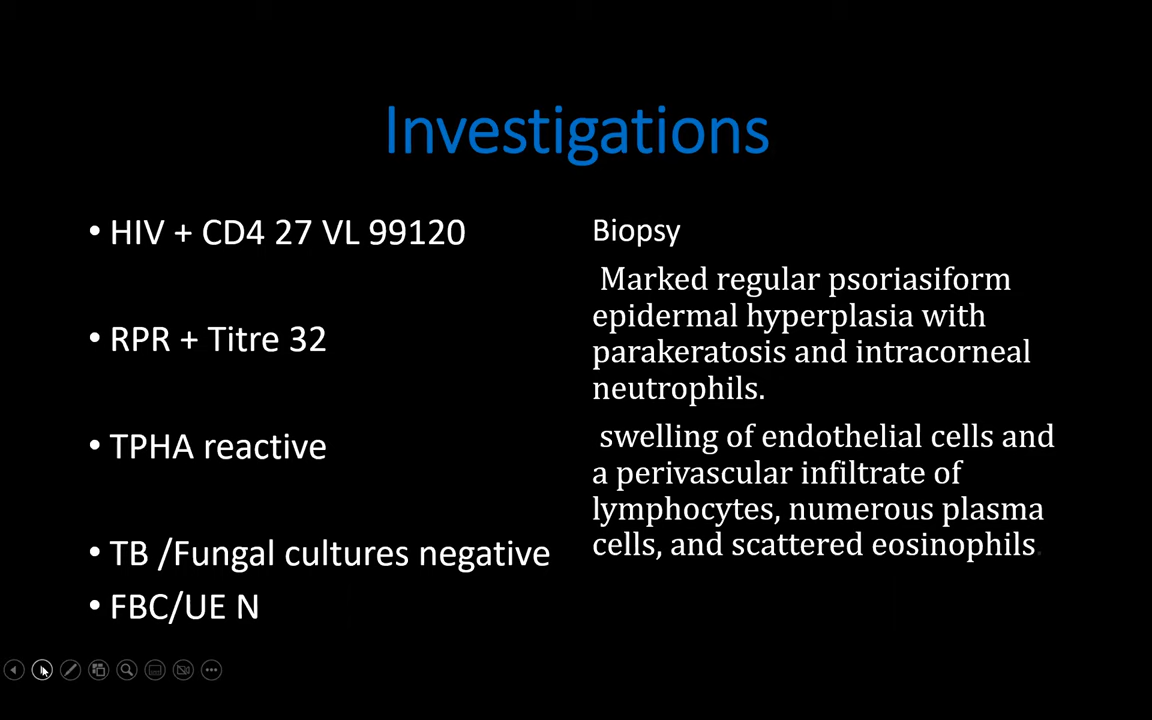 Investigations
• HIV + CD4 27 VL 99120
• RPR + Titre 32
• TPHA reactive
• TB /Fungal cultures negative
• FBC/UE N
Biopsy
Marked regular psoriasiform
epidermal hyperplasia with
parakeratosis and intracorneal
neutrophils.
swelling of endothelial cells and
a perivascular infiltrate of
lymphocytes, numerous plasma
cells, and scattered eosinophils.